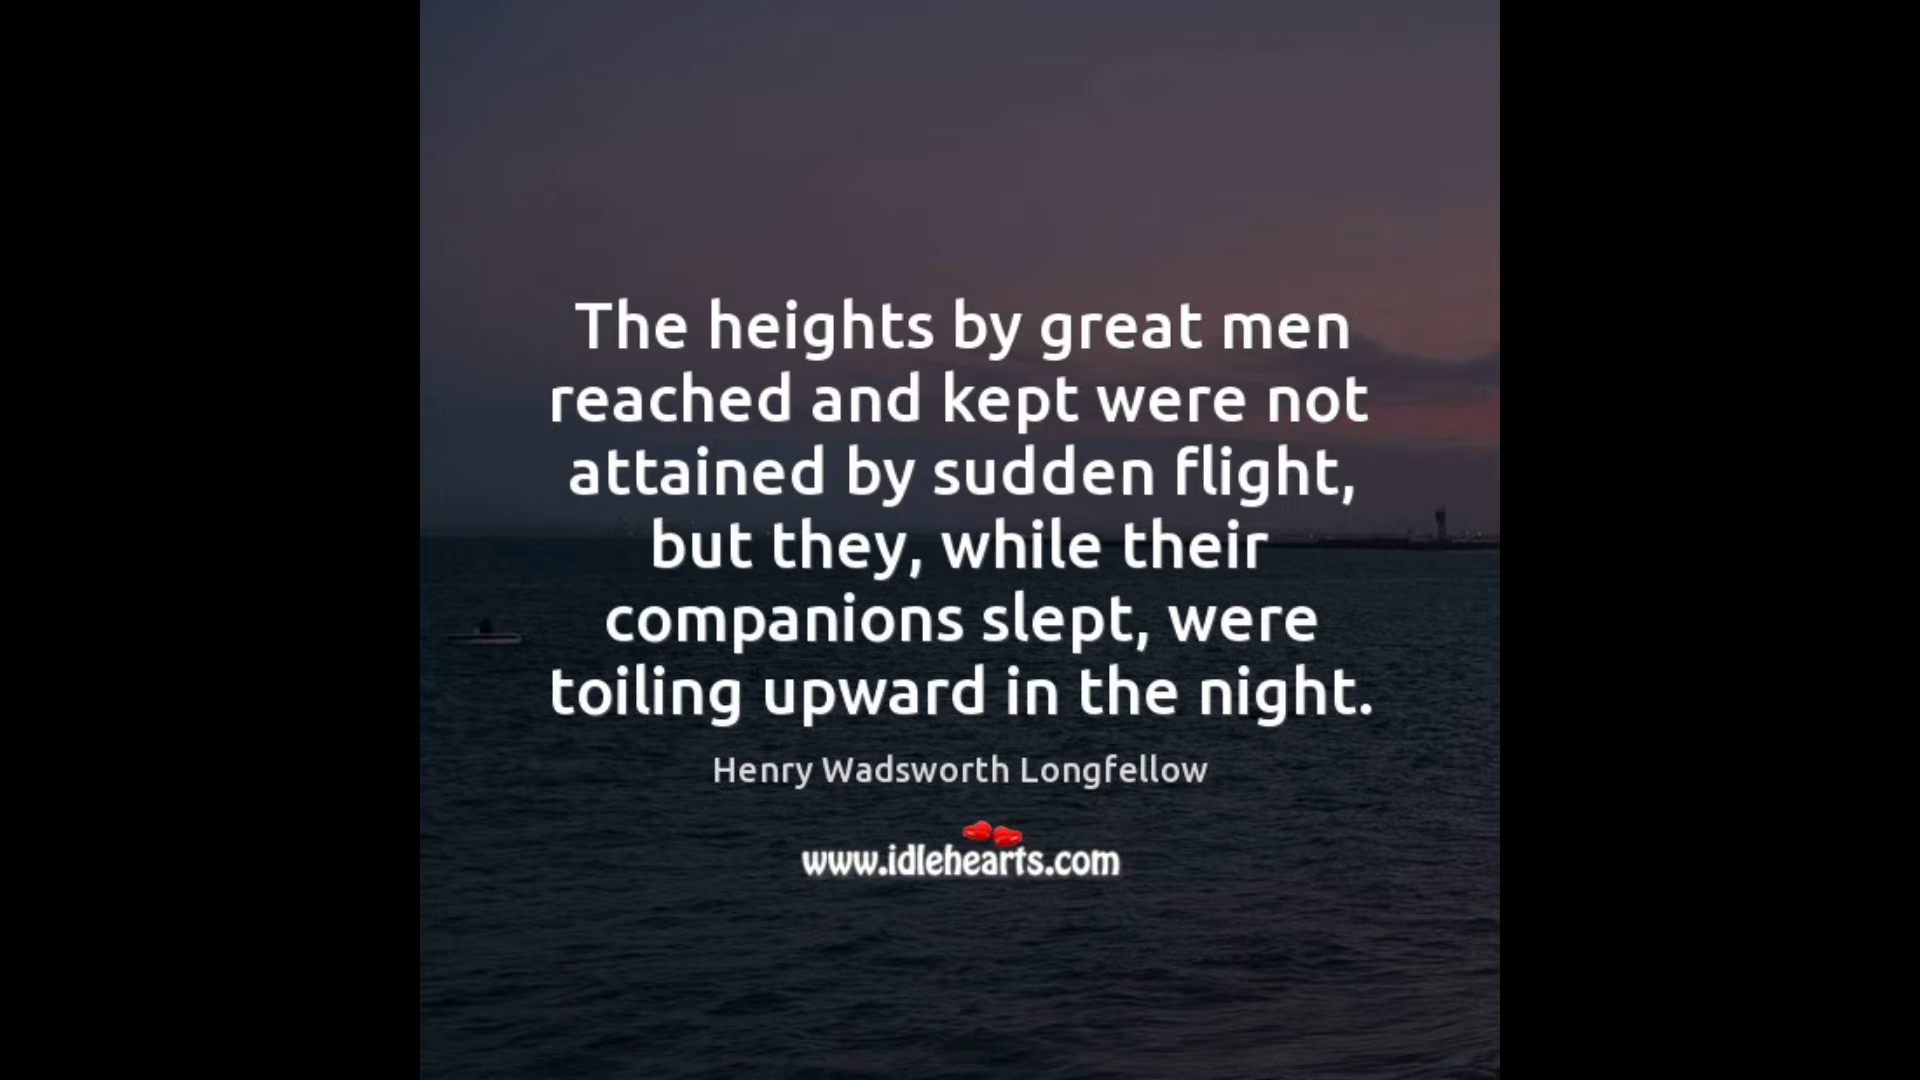 The heights by great men
reached and kept were not
attained by sudden flight,
but they, while their
companions slept, were
toiling upward in the night.
Henry Wadsworth Longfellow
www.idlehearts.com